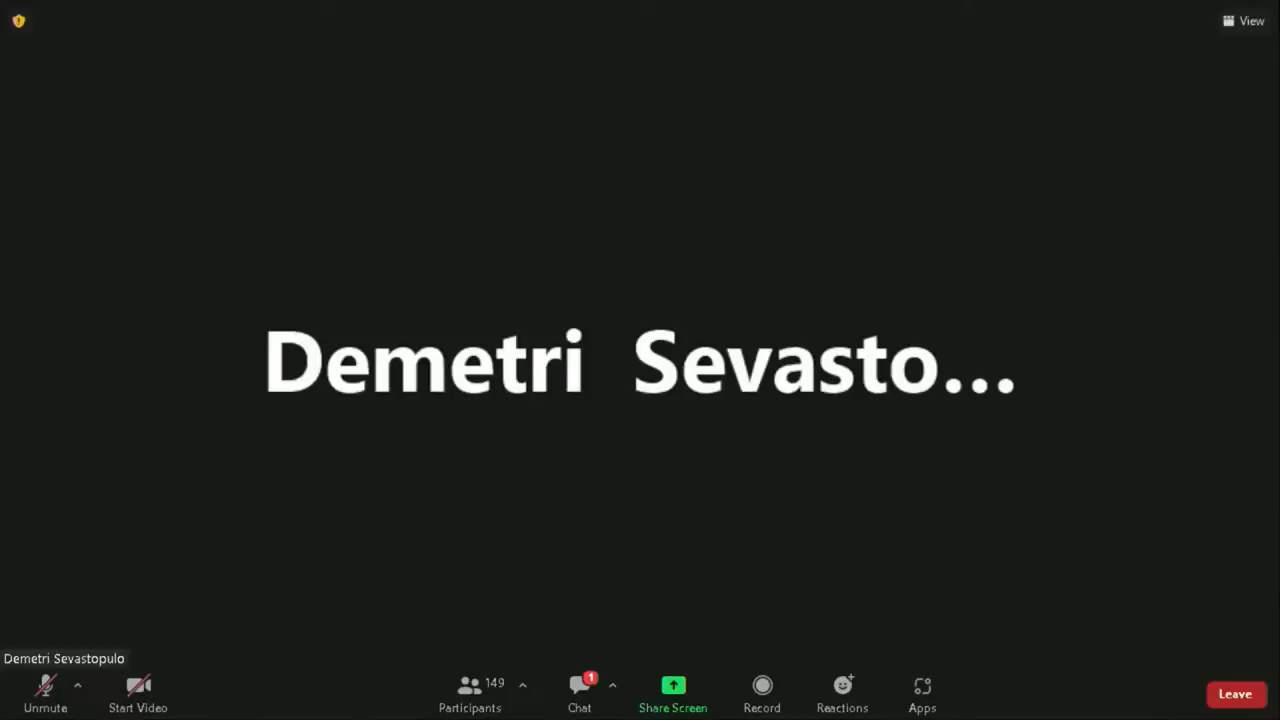 View
Demetri Sevasto...
Demetri Sevastopulo
Unmute
Start Video
149
Participants
1
Chat
Share Screen
Record
Reactions
Apps
Leave